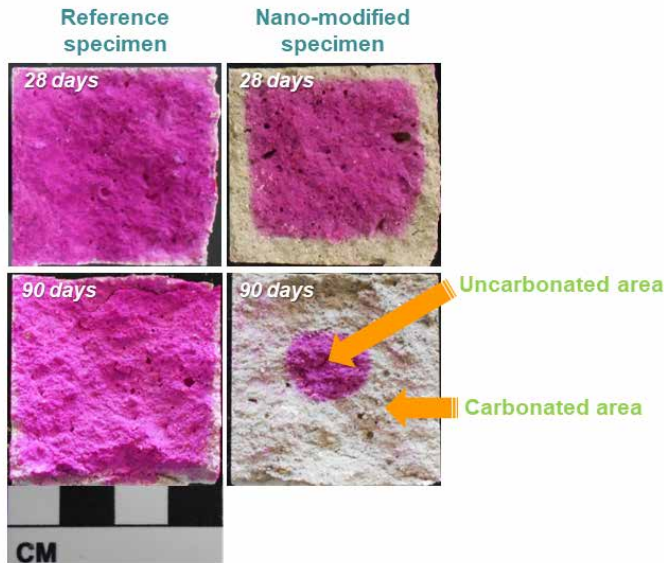 Reference
specimen
Nano-modified
specimen
28 days
28 days
90 days
90 days
Uncarbonated area
Carbonated area
CM